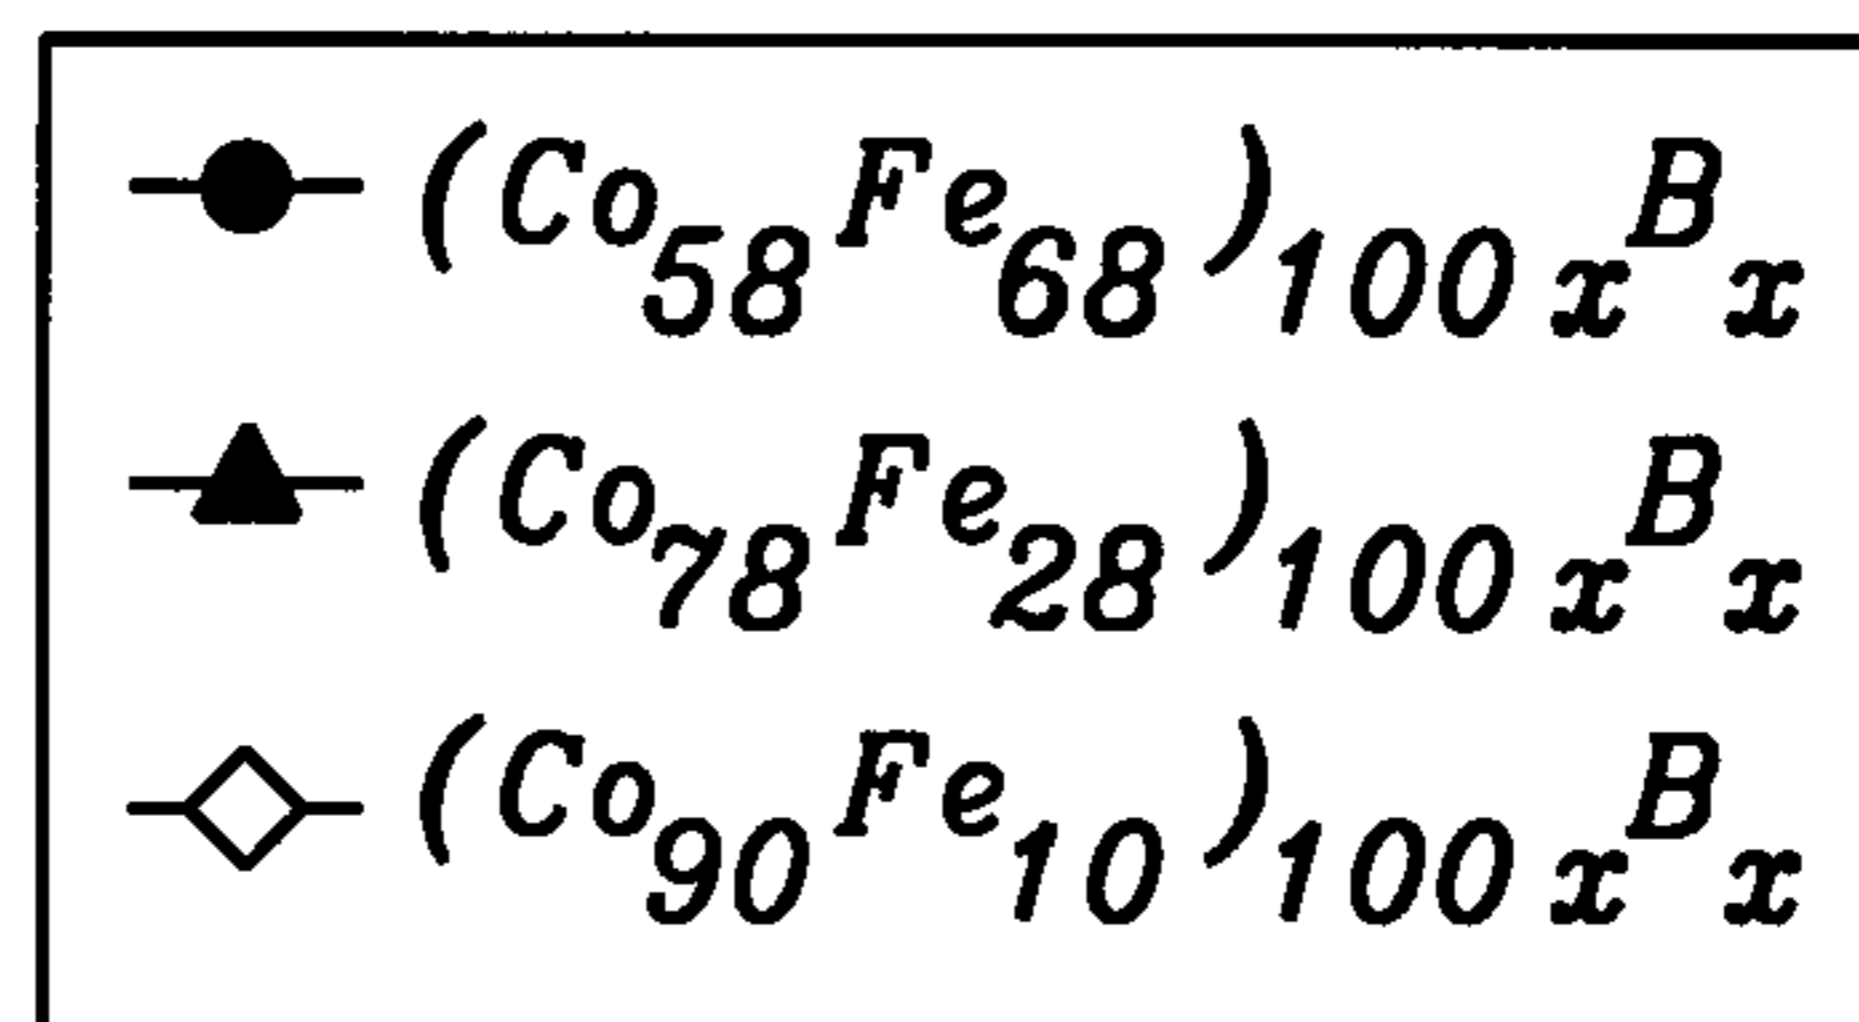 (Co₅₈Fe₆₈)₁₀₀ ₓBₓ
(Co₇₈Fe₂₈)₁₀₀ ₓBₓ
(Co₉₀Fe₁₀)₁₀₀ ₓBₓ